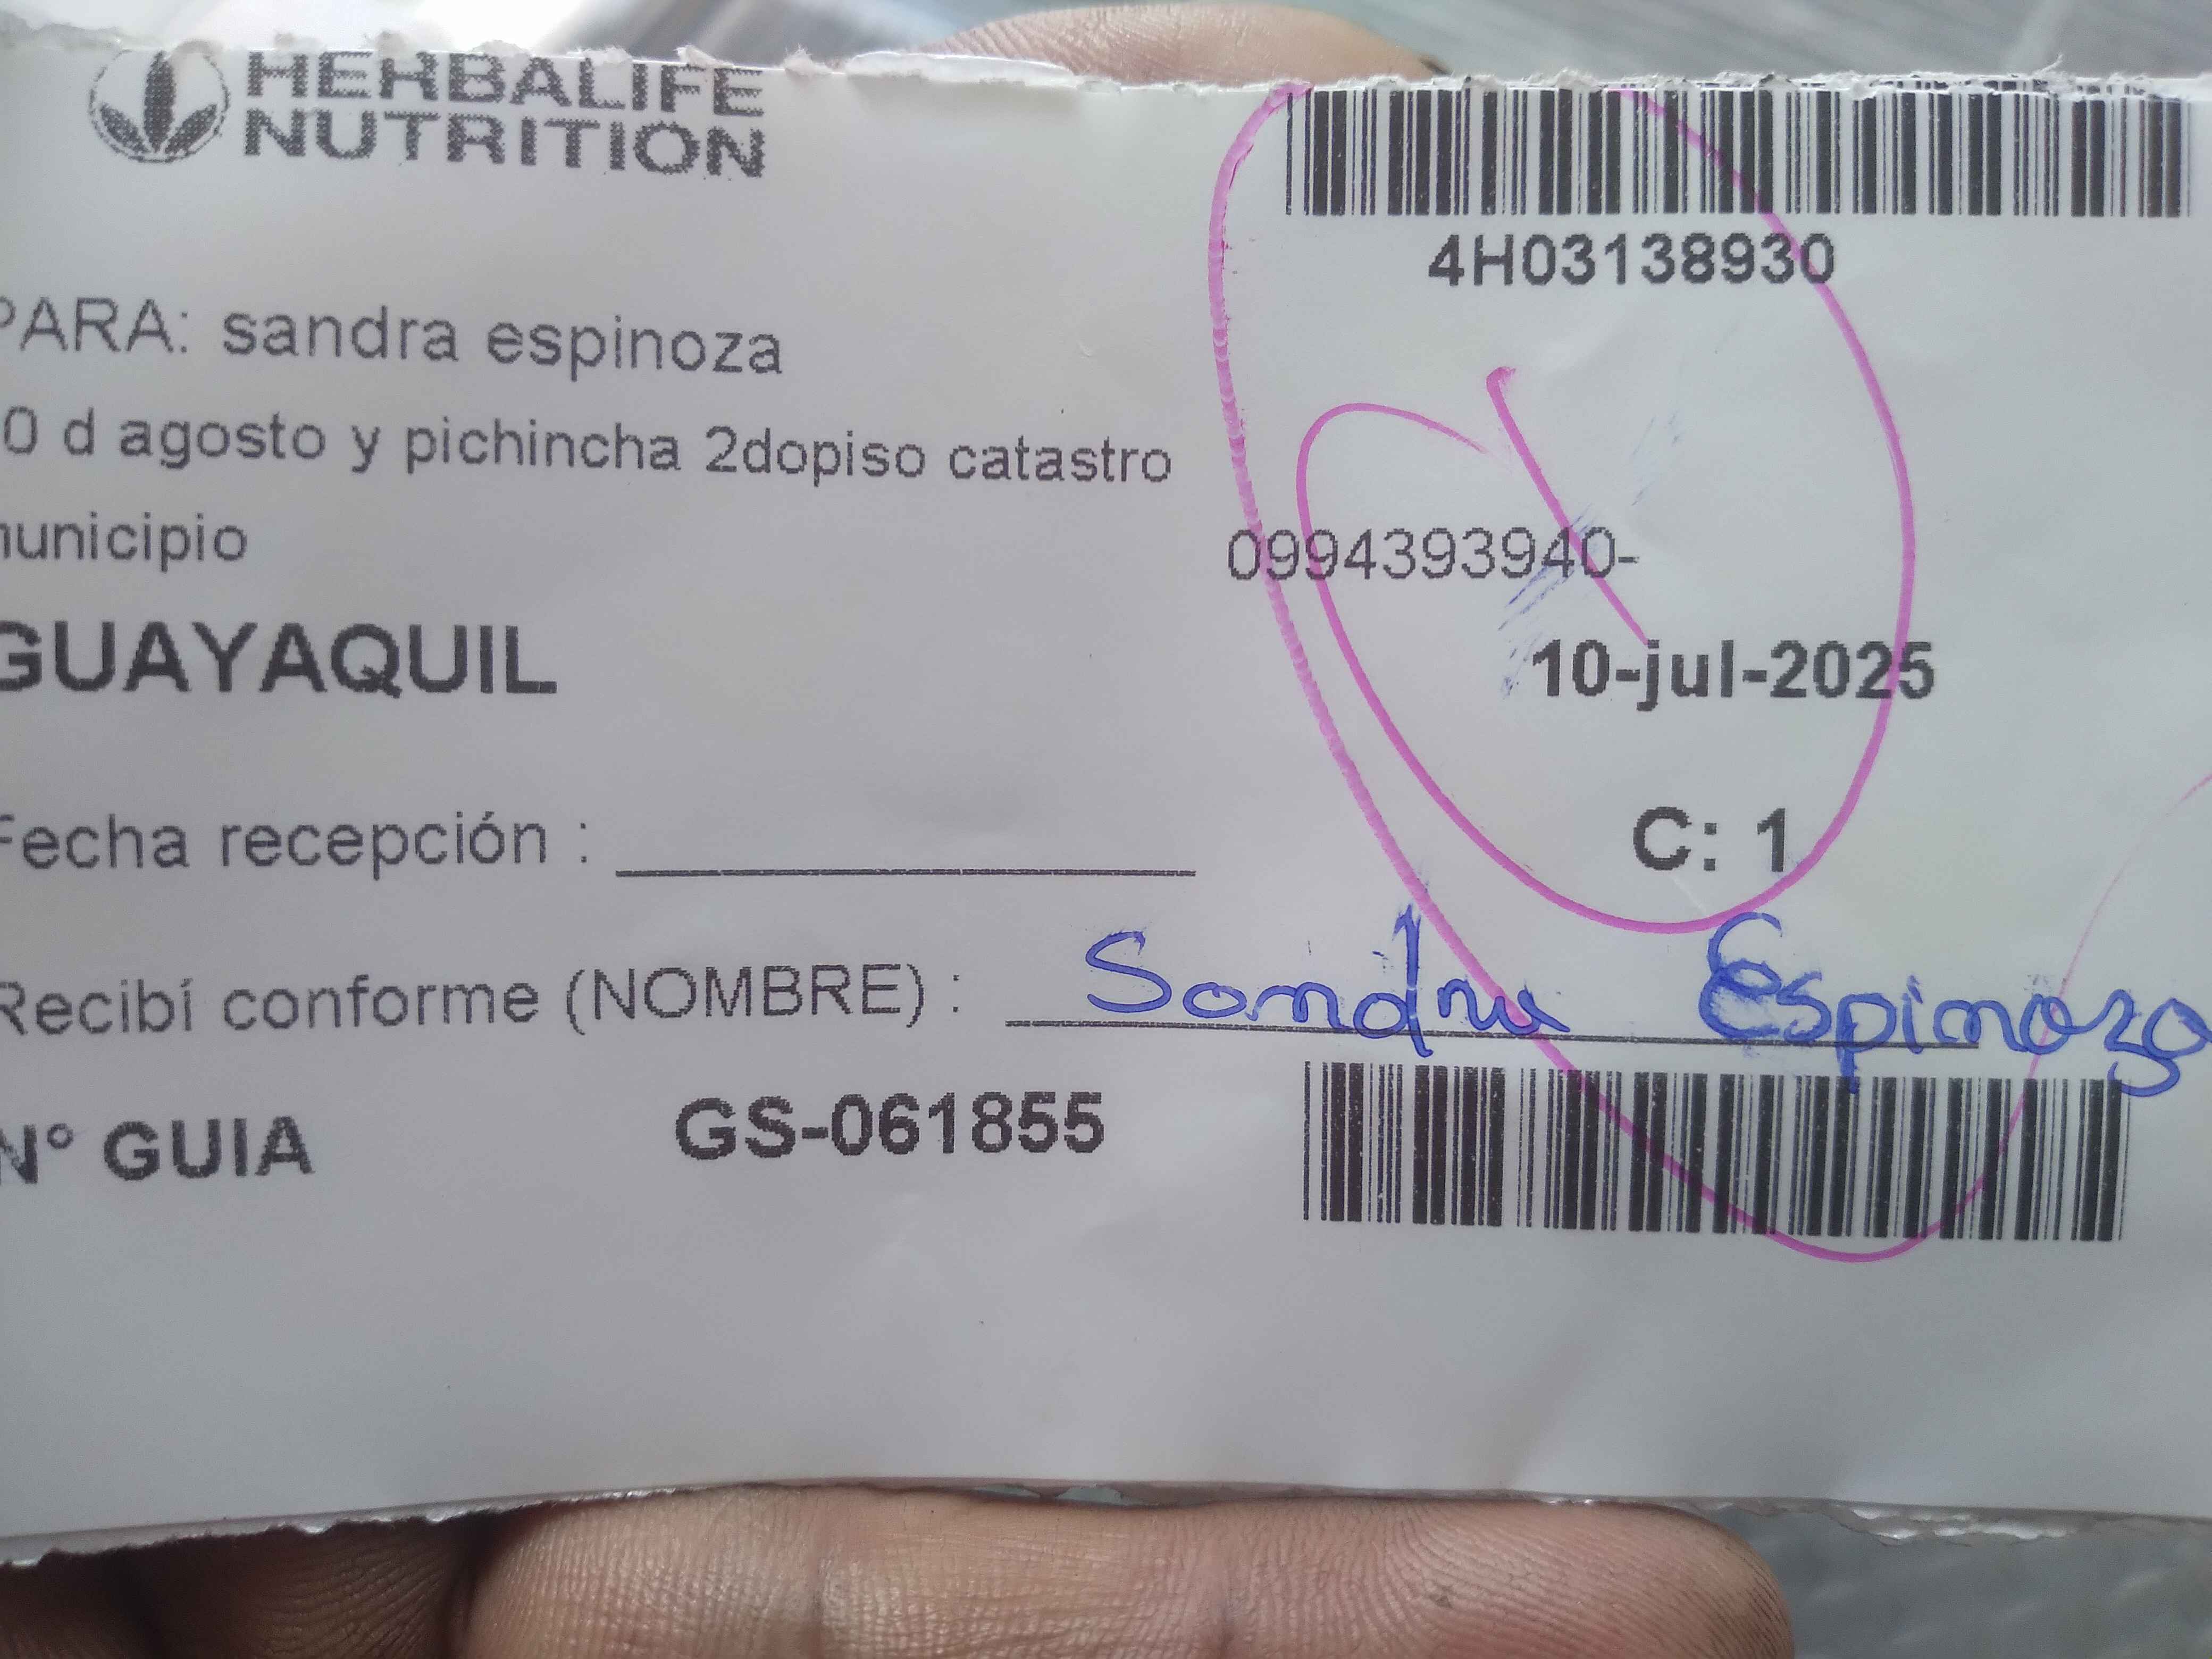 HERBALIFE
NUTRITION
4H03138930
PARA: sandra espinoza
0 d agosto y pichincha 2dopiso catastro
municipio
0994393940-
GUAYAQUIL
10-jul-2025
C: 1
Fecha recepción :
Recibí conforme (NOMBRE) : Sandra Espinoza
N° GUIA GS-061855